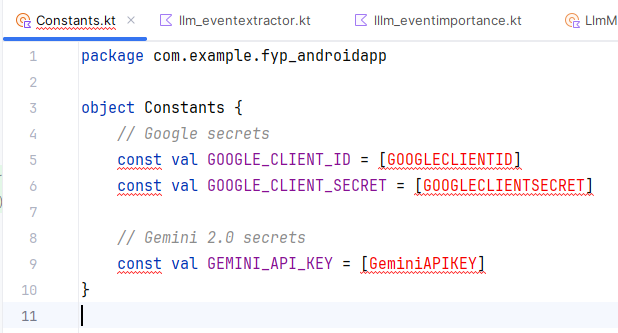 Constants.kt × llm_eventextractor.kt lllm_eventimportance.kt LlmM
1 package com.example.fyp_androidapp
2
3 object Constants {
4 // Google secrets
5 const val GOOGLE_CLIENT_ID = [GOOGLECLIENTID]
6 const val GOOGLE_CLIENT_SECRET = [GOOGLECLIENTSECRET]
7
8 // Gemini 2.0 secrets
9 const val GEMINI_API_KEY = [GeminiAPIKEY]
10 }
11